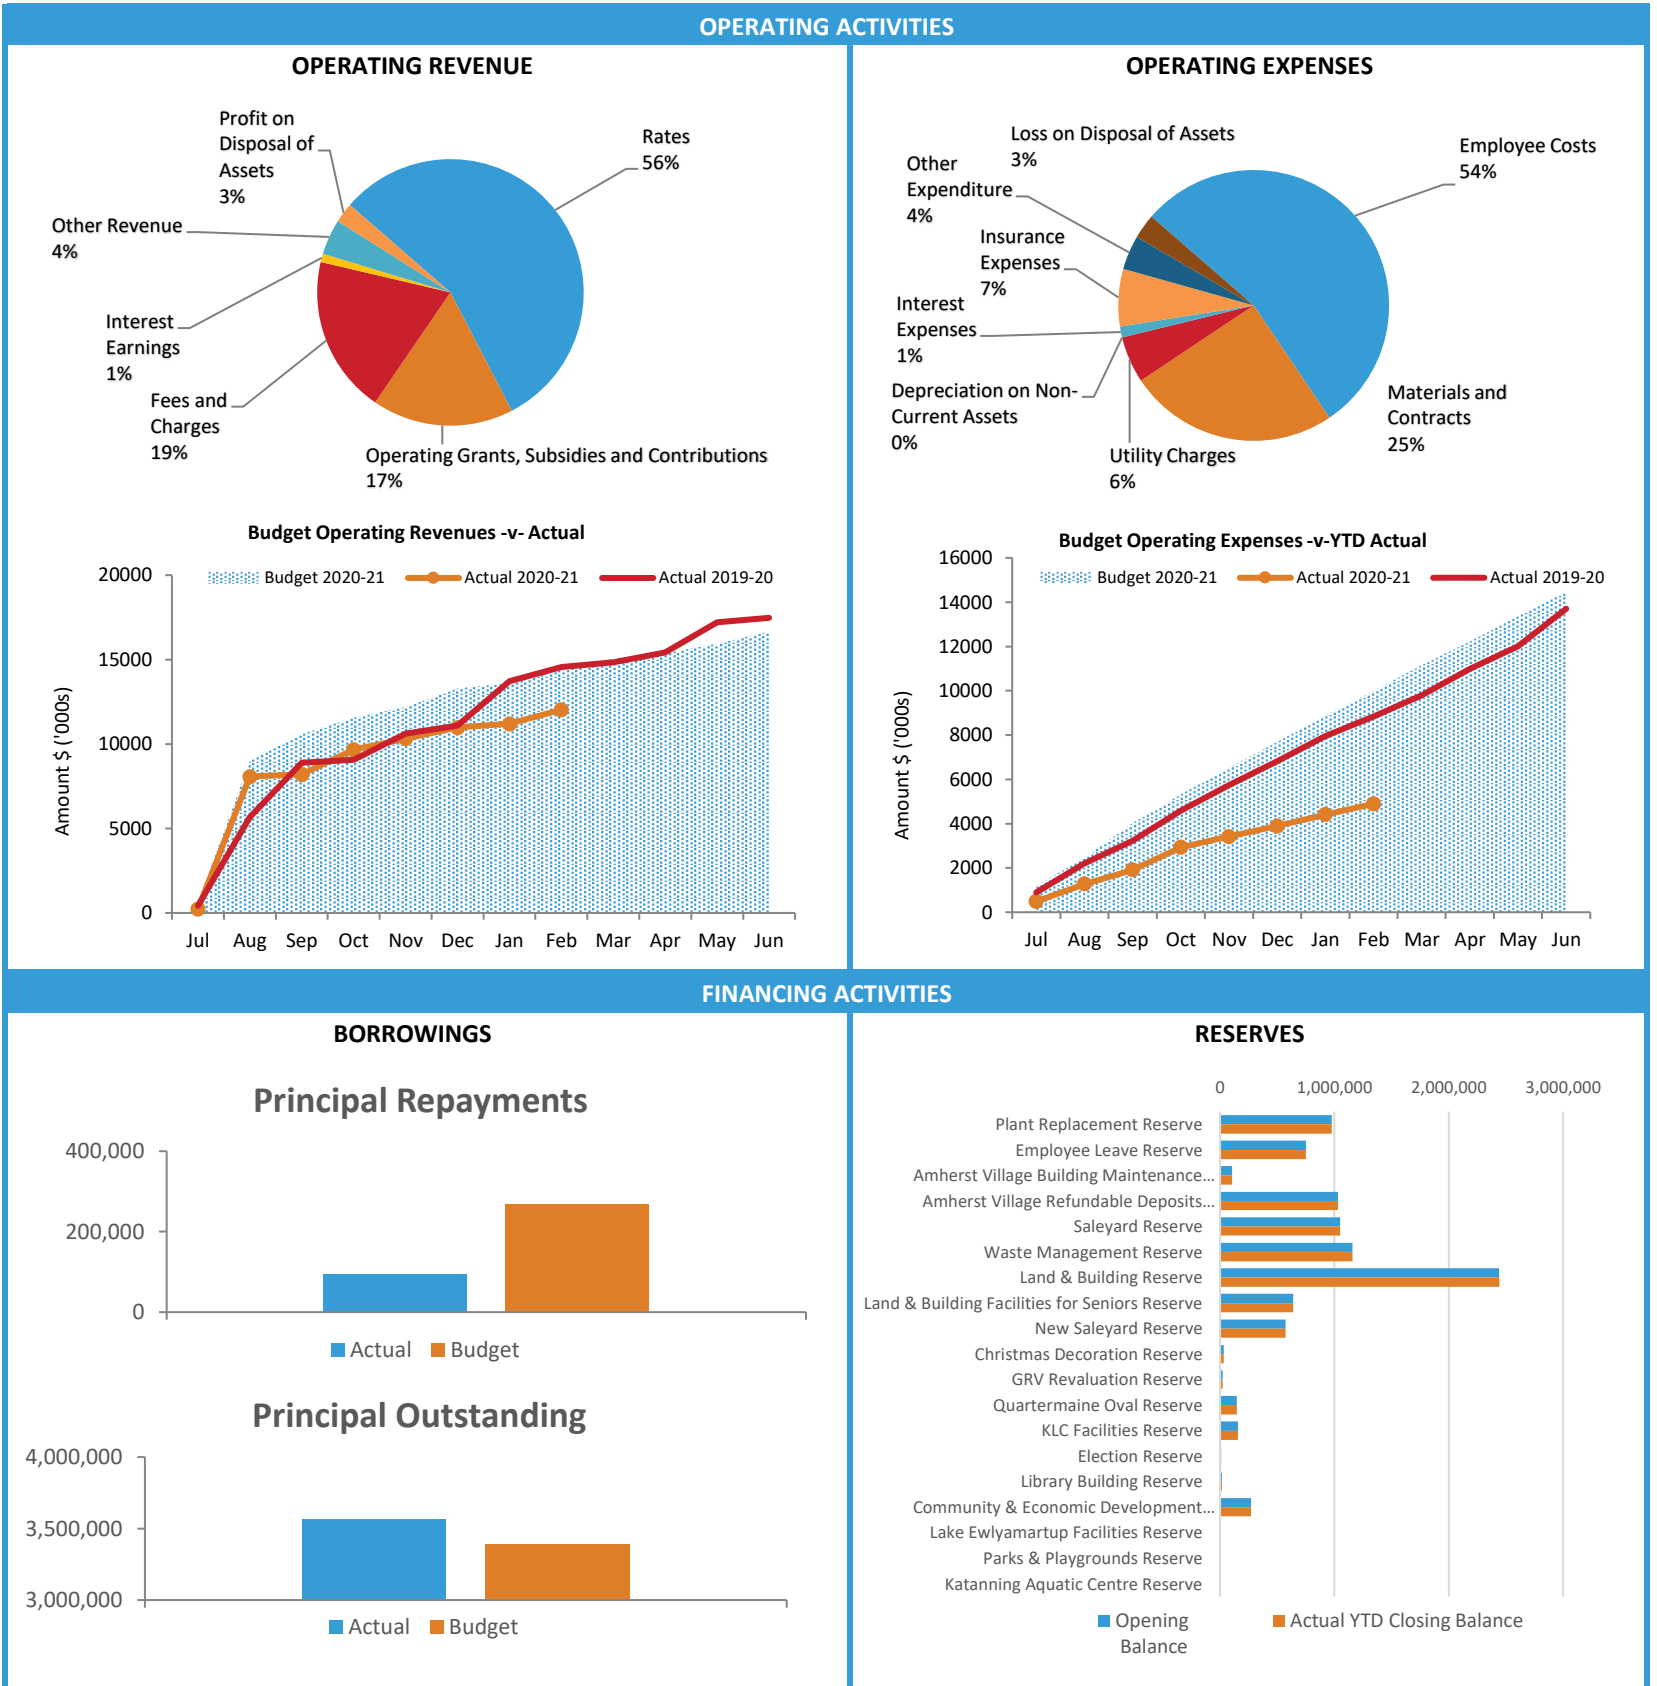 OPERATING ACTIVITIES
OPERATING REVENUE
Profit on
Disposal of
Assets
3%
Rates
56%
Other Revenue
4%
Interest
Earnings
1%
Fees and
Charges
19%
Operating Grants, Subsidies and Contributions
17%
Budget Operating Revenues -v- Actual
Budget 2020-21
Actual 2020-21
Actual 2019-20
Amount $ ('000s)
20000
15000
10000
5000
0
Jul Aug Sep Oct Nov Dec Jan Feb Mar Apr May Jun
OPERATING EXPENSES
Loss on Disposal of Assets
3%
Employee Costs
54%
Other
Expenditure
4%
Insurance
Expenses
7%
Interest
Expenses
1%
Depreciation on Non-
Current Assets
0%
Utility Charges
6%
Materials and
Contracts
25%
Budget Operating Expenses -v-YTD Actual
Budget 2020-21
Actual 2020-21
Actual 2019-20
Amount $ ('000s)
16000
14000
12000
10000
8000
6000
4000
2000
0
Jul Aug Sep Oct Nov Dec Jan Feb Mar Apr May Jun
FINANCING ACTIVITIES
BORROWINGS
Principal Repayments
400,000
200,000
0
Actual Budget
Principal Outstanding
4,000,000
3,500,000
3,000,000
Actual Budget
RESERVES
0 1,000,000 2,000,000 3,000,000
Plant Replacement Reserve
Employee Leave Reserve
Amherst Village Building Maintenance...
Amherst Village Refundable Deposits...
Saleyard Reserve
Waste Management Reserve
Land & Building Reserve
Land & Building Facilities for Seniors Reserve
New Saleyard Reserve
Christmas Decoration Reserve
GRV Revaluation Reserve
Quartermaine Oval Reserve
KLC Facilities Reserve
Election Reserve
Library Building Reserve
Community & Economic Development...
Lake Ewlyamartup Facilities Reserve
Parks & Playgrounds Reserve
Katanning Aquatic Centre Reserve
Opening
Balance
Actual YTD Closing Balance